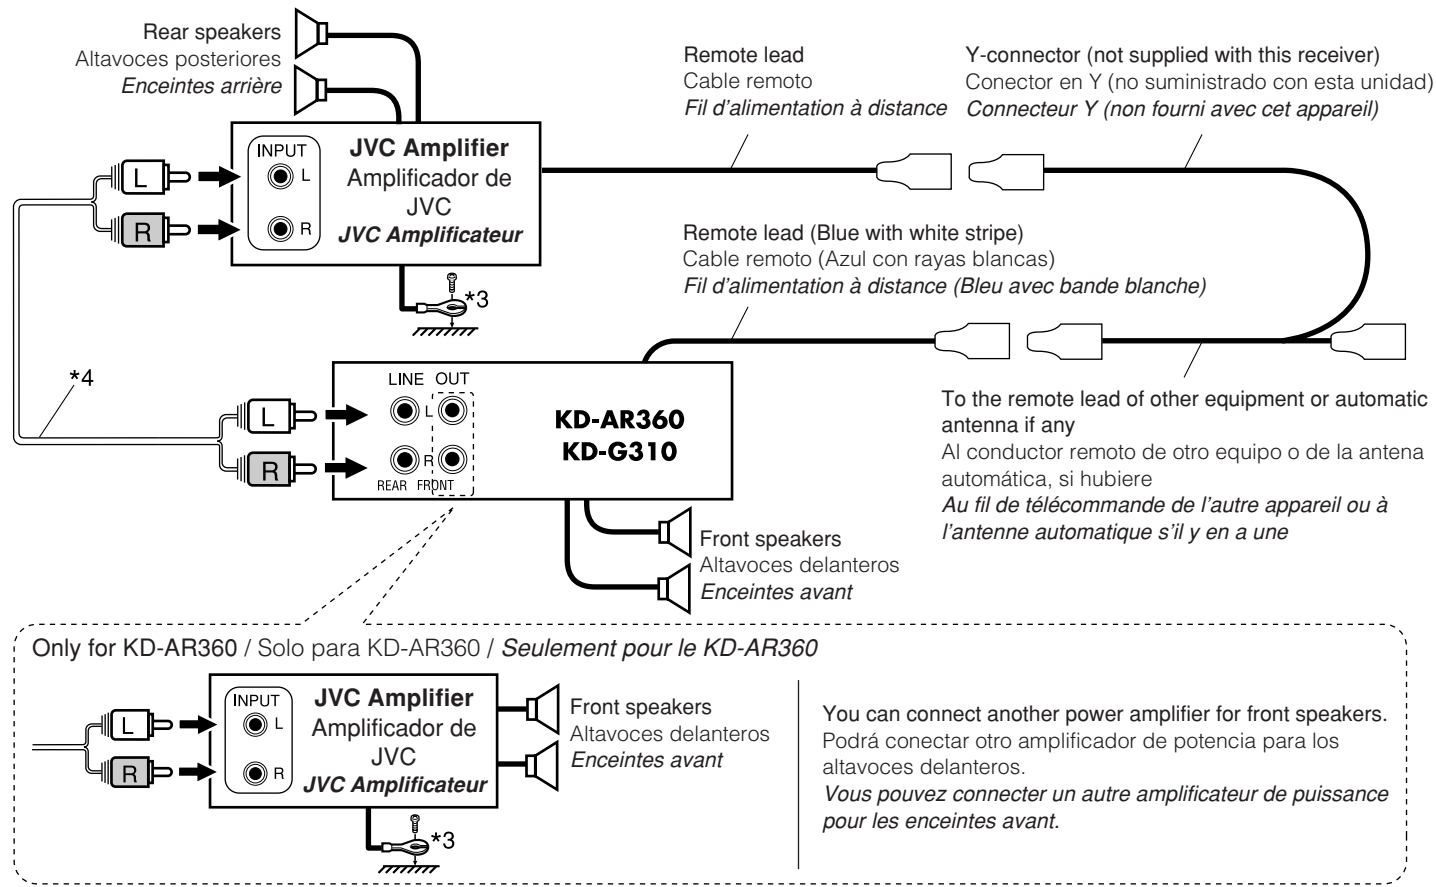 Rear speakers
Altavoces posteriores
Enceintes arrière
Remote lead
Cable remoto
Fil d'alimentation à distance
Y-connector (not supplied with this receiver)
Conector en Y (no suministrado con esta unidad)
Connecteur Y (non fourni avec cet appareil)
L
R
INPUT
L
R
JVC Amplifier
Amplificador de
JVC
JVC Amplificateur
*3
Remote lead (Blue with white stripe)
Cable remoto (Azul con rayas blancas)
Fil d'alimentation à distance (Bleu avec bande blanche)
*4
L
R
LINE OUT
L
R
REAR FRONT
KD-AR360
KD-G310
To the remote lead of other equipment or automatic
antenna if any
Al conductor remoto de otro equipo o de la antena
automática, si hubiere
Au fil de télécommande de l'autre appareil ou à
l'antenne automatique s'il y en a une
Front speakers
Altavoces delanteros
Enceintes avant
Only for KD-AR360 / Solo para KD-AR360 / Seulement pour le KD-AR360
L
R
INPUT
L
R
JVC Amplifier
Amplificador de
JVC
JVC Amplificateur
*3
Front speakers
Altavoces delanteros
Enceintes avant
You can connect another power amplifier for front speakers.
Podrá conectar otro amplificador de potencia para los
altavoces delanteros.
Vous pouvez connecter un autre amplificateur de puissance
pour les enceintes avant.